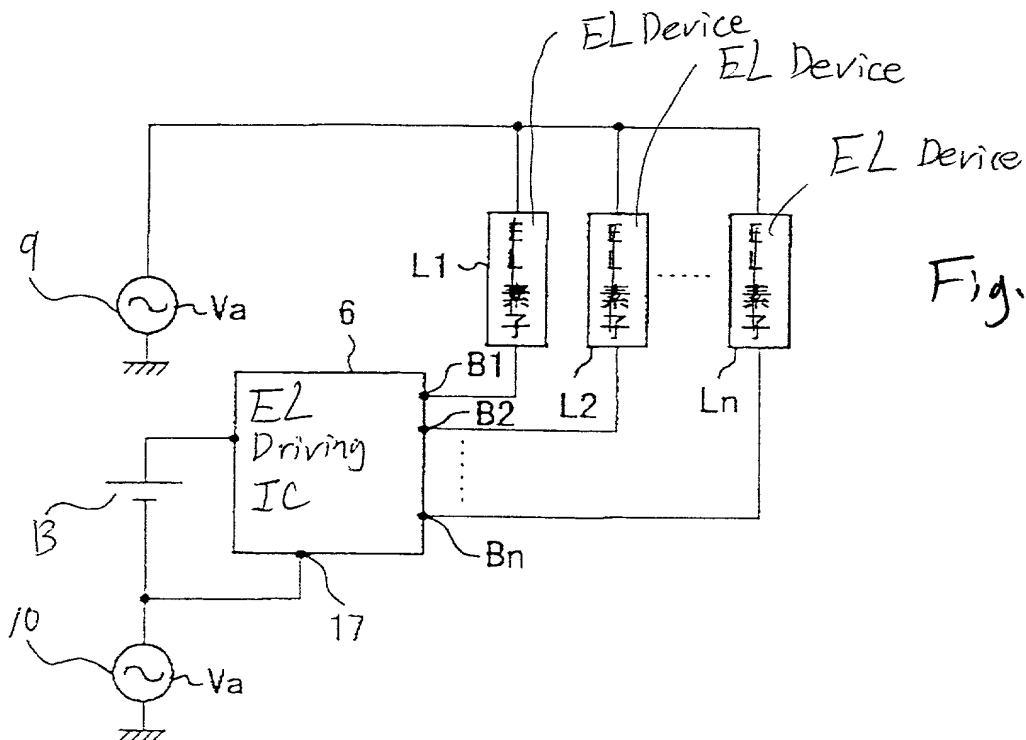 EL Device
EL Device
EL Device
EL素子
EL素子
EL素子
L1
L2
Ln
Fig.
9
Va
6
B1
B2
Bn
EL
Driving
IC
B
17
10
Va